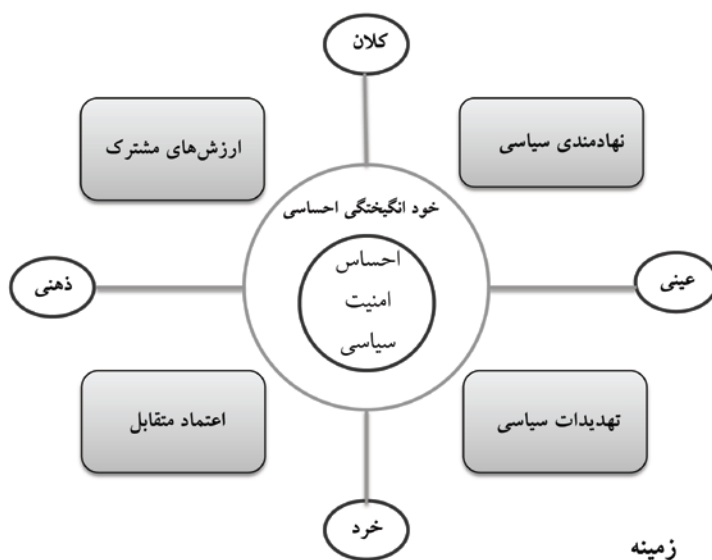 کلان
نهادمندی سیاسی
ارزش‌های مشترک
خود انگیختگی احساسی
احساس
امنیت
سیاسی
عینی
ذهنی
تهدیدات سیاسی
اعتماد متقابل
خرد
زمینه